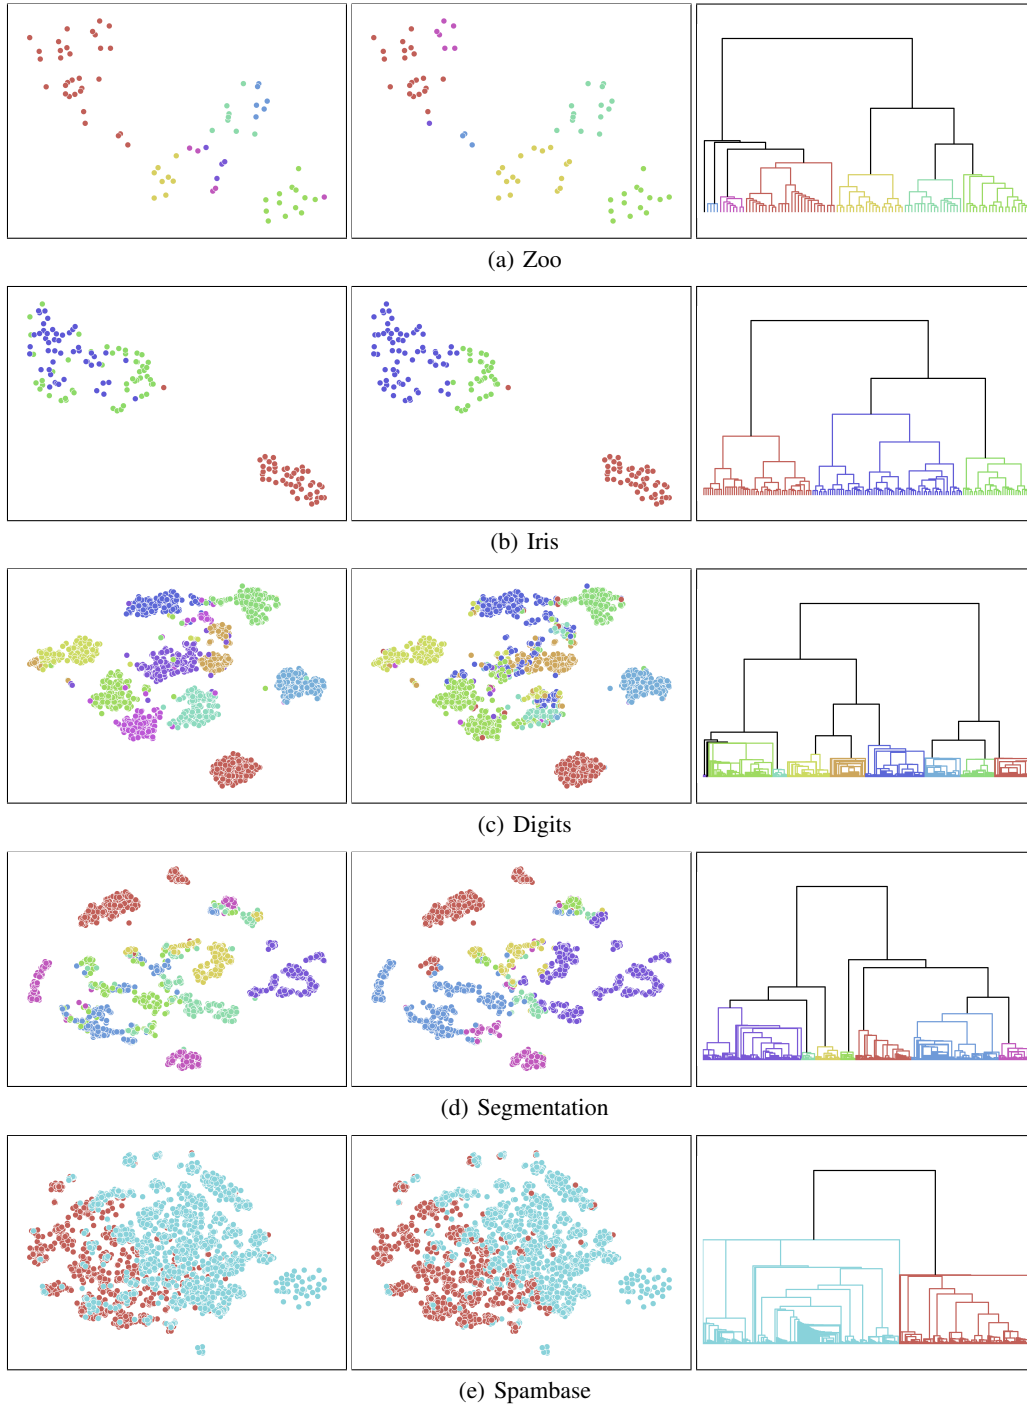 (a) Zoo
(b) Iris
(c) Digits
(d) Segmentation
(e) Spambase